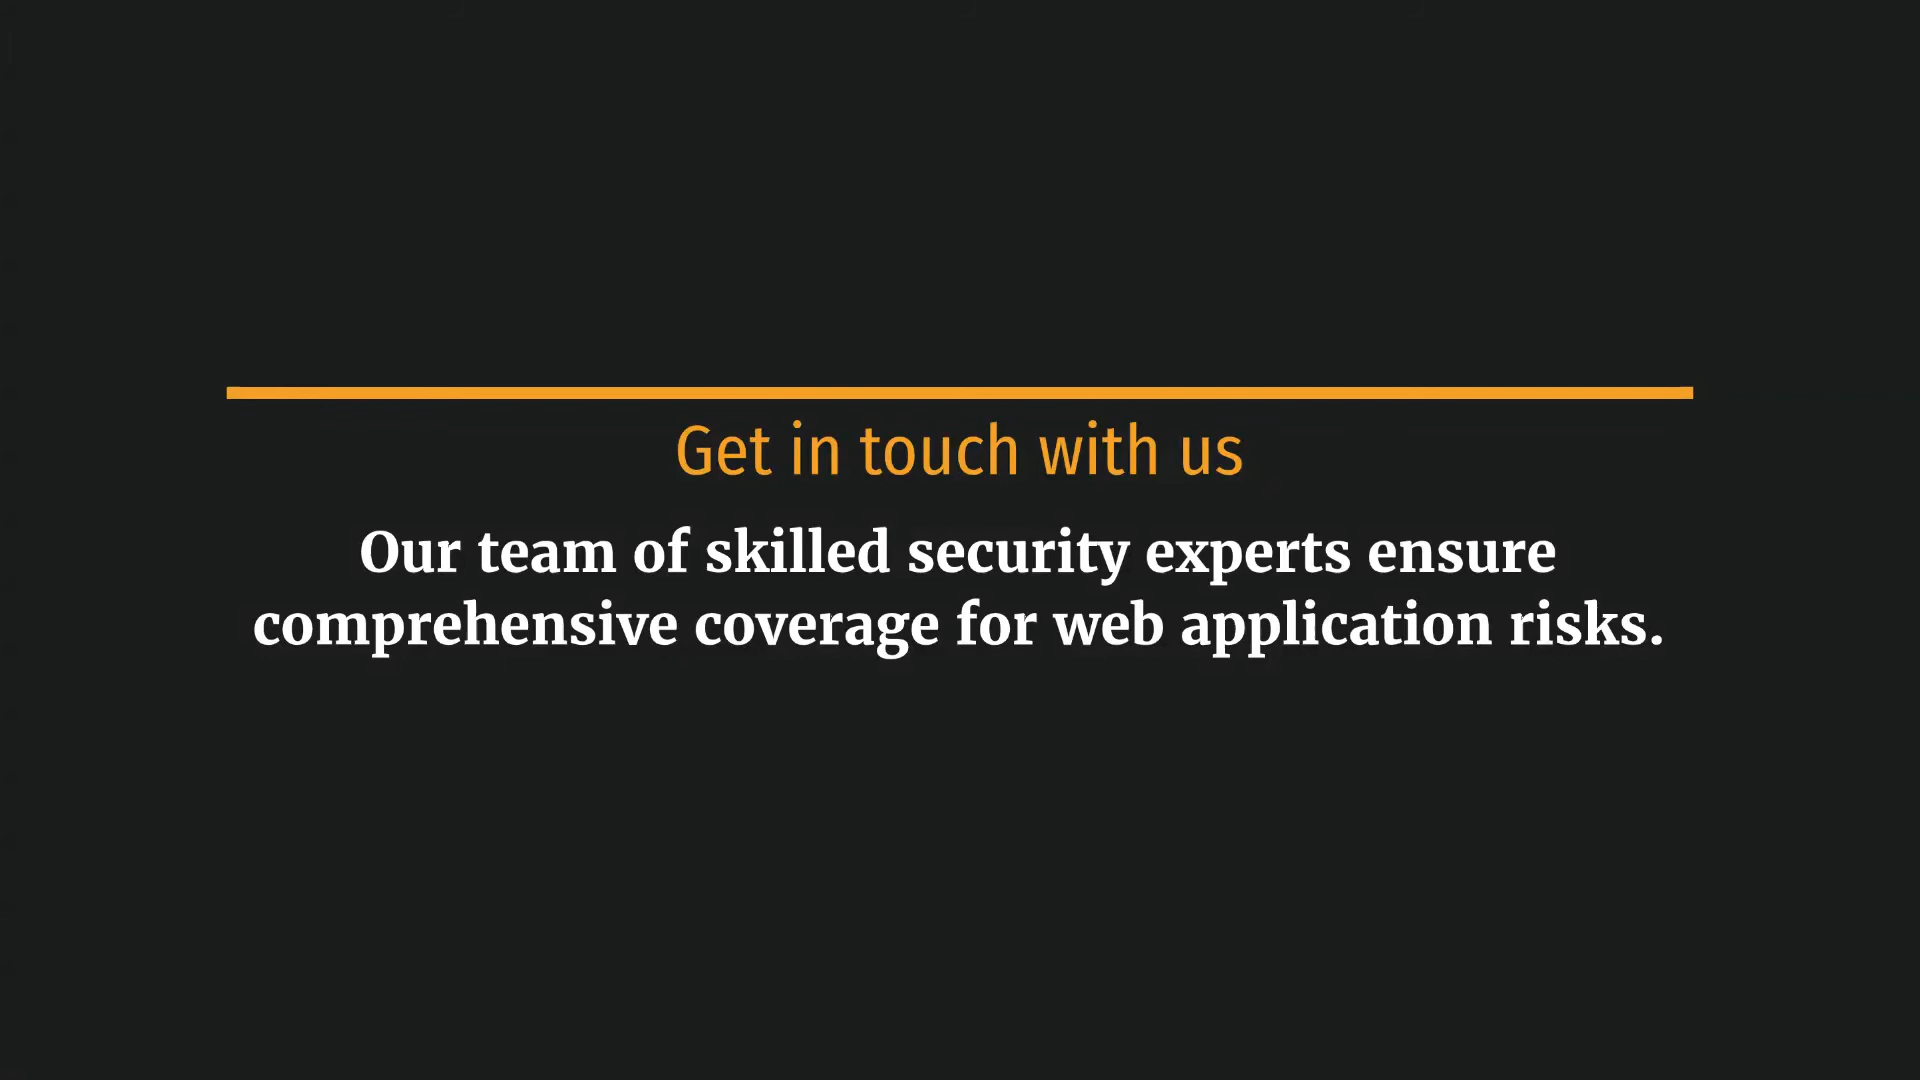 Get in touch with us
Our team of skilled security experts ensure
comprehensive coverage for web application risks.